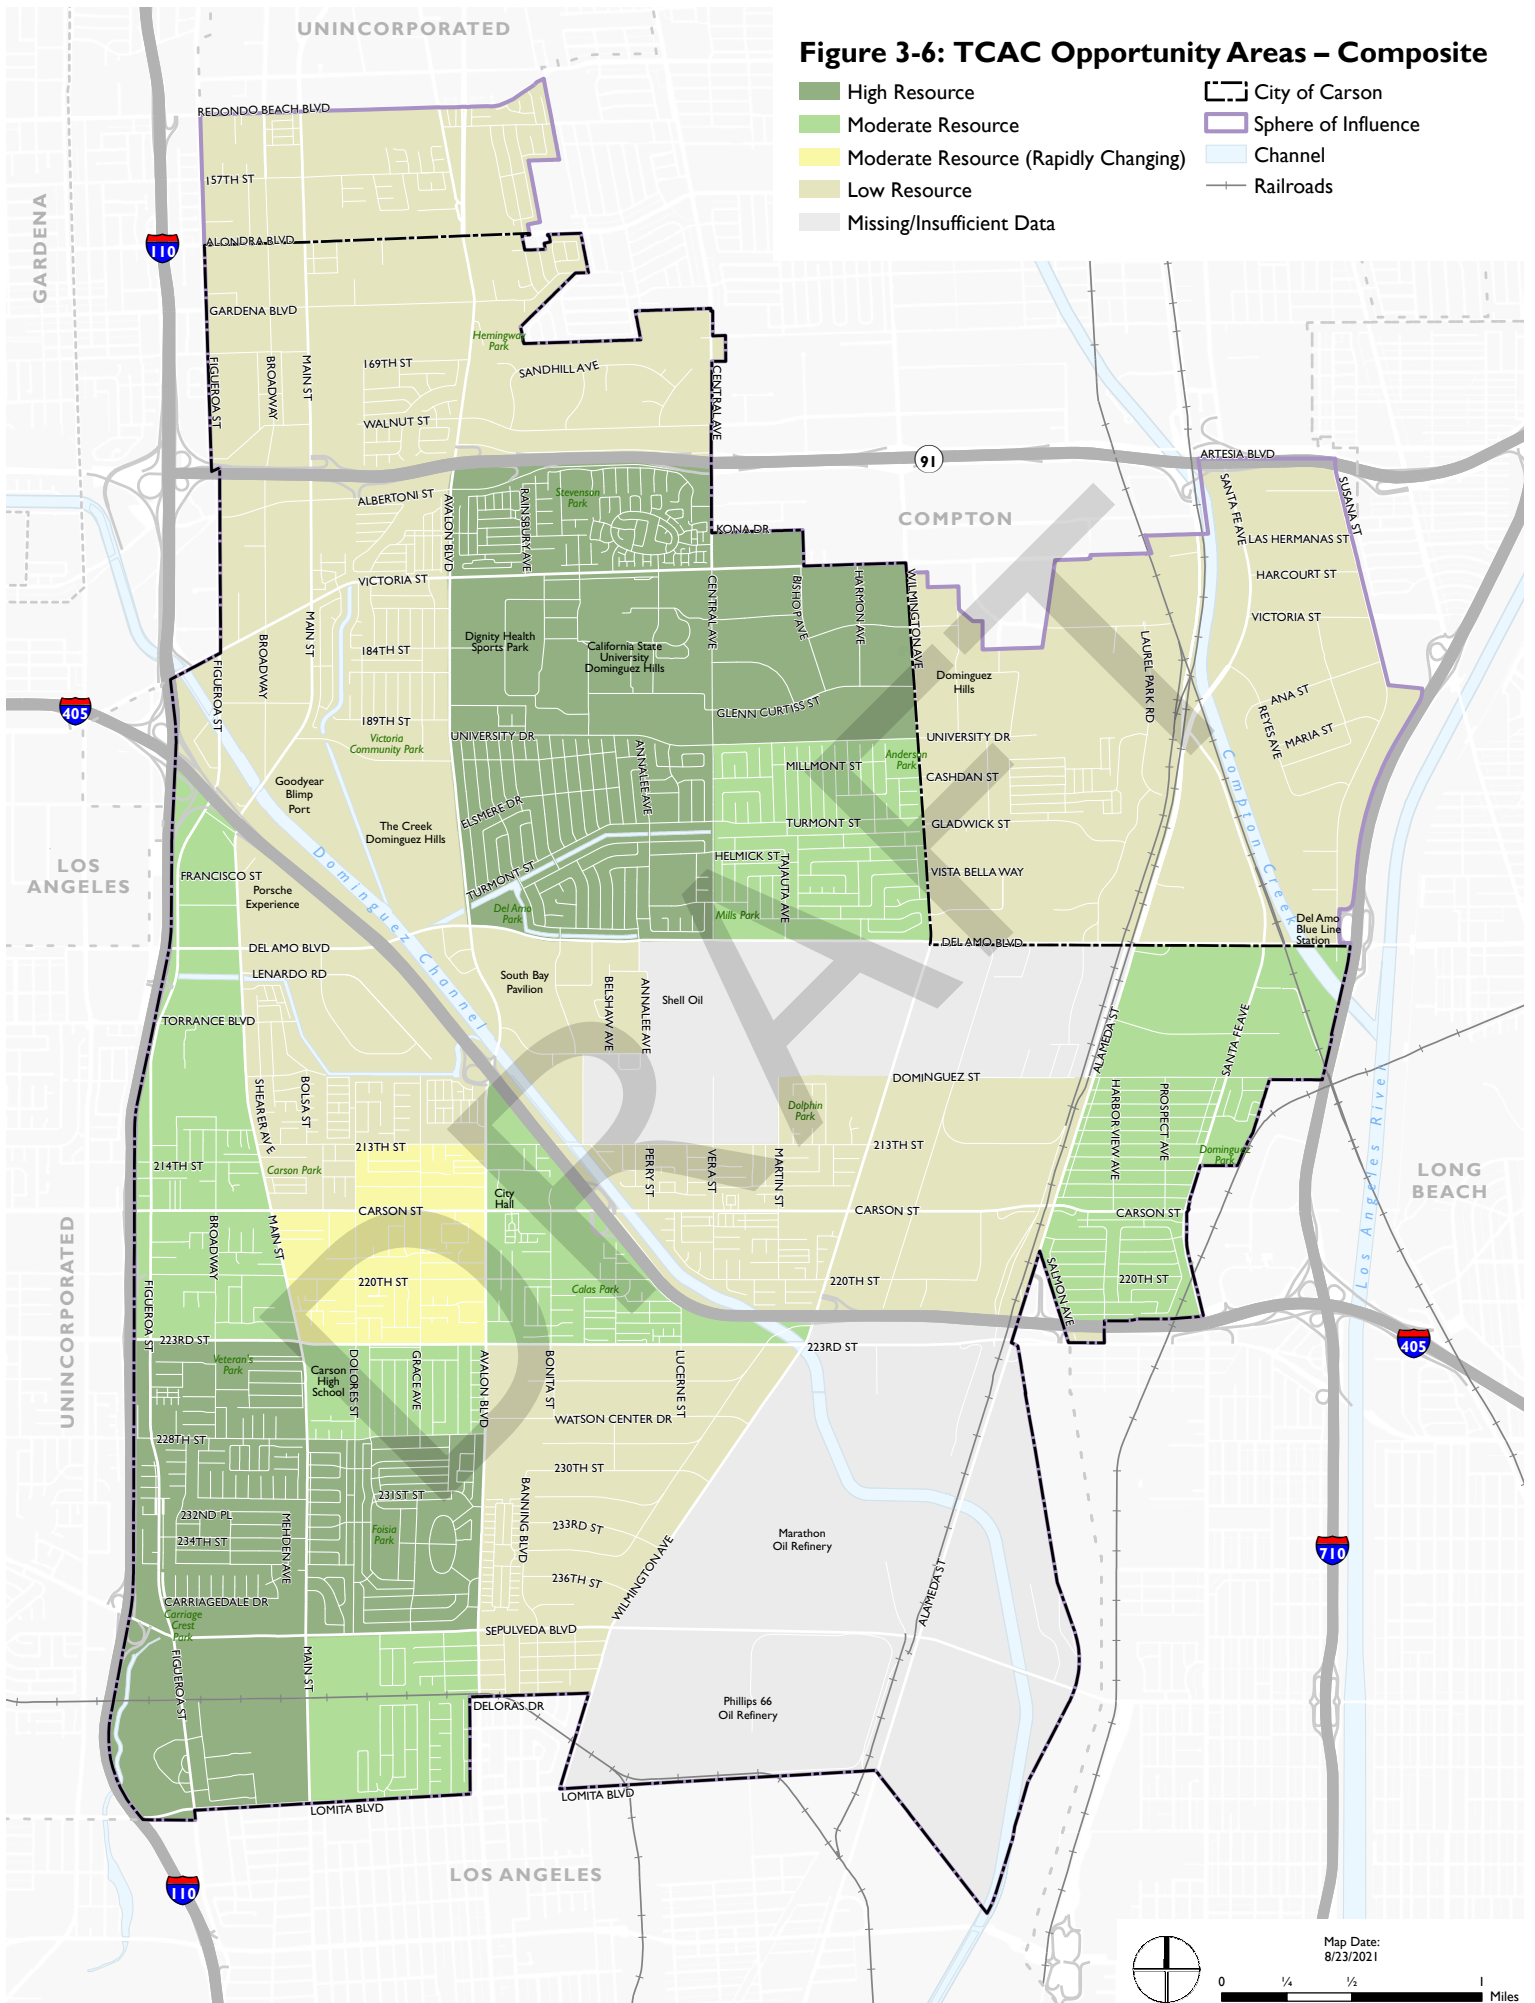 UNINCORPORATED
Figure 3-6: TCAC Opportunity Areas – Composite
High Resource
Moderate Resource
Moderate Resource (Rapidly Changing)
Low Resource
Missing/Insufficient Data
City of Carson
Sphere of Influence
Channel
Railroads
REDONDO BEACH BLVD
157TH ST
GARDENA
110
ALONDRA BLVD
GARDENA BLVD
Hemingway
Park
169TH ST
SANDHILL AVE
FIGUEROA ST
BROADWAY
MAIN ST
CENTRAL AVE
WALNUT ST
91
ARTESIA BLVD
ALBERTONI ST
AVALON BLVD
RAINSBURY AVE
Stevenson
Park
KONA DR
COMPTON
SANTA FE AVE
SUSANA ST
LAS HERMANAS ST
HARCOURT ST
VICTORIA ST
VICTORIA ST
CENTRAL AVE
BISHOP AVE
HARMON AVE
WILMINGTON AVE
MAIN ST
BROADWAY
184TH ST
Dignity Health
Sports Park
California State
University
Dominguez Hills
Dominguez
Hills
LAUREL PARK RD
FIGUEROA ST
405
189TH ST
Victoria
Community Park
UNIVERSITY DR
GLENN CURTISS ST
ANA ST
REYES AVE
MARIA ST
UNIVERSITY DR
ANNALEE AVE
MILLMONT ST
Anderson
Park
CASHDAN ST
Compton Creek
Goodyear
Blimp
Port
The Creek
Dominguez Hills
ELSMERE DR
TURMONT ST
GLADWICK ST
LOS
ANGELES
FRANCISCO ST
Porsche
Experience
Dominguez Channel
TURMONT ST
HELMICK ST
TAJAUTA AVE
VISTA BELLA WAY
Del Amo
Park
Mills Park
Del Amo
Blue Line
Station
DEL AMO BLVD
DEL AMO BLVD
LENARDO RD
South Bay
Pavilion
BELSHAW AVE
ANNALEE AVE
Shell Oil
TORRANCE BLVD
ALAMEDA ST
SANTA FE AVE
DOMINGUEZ ST
SHEARER AVE
BOLSA ST
Dolphin
Park
HARBOR VIEW AVE
PROSPECT AVE
Los Angeles River
213TH ST
213TH ST
214TH ST
Carson Park
PERRY ST
VERA ST
MARTIN ST
Dominguez
Park
LONG
BEACH
City
Hall
CARSON ST
CARSON ST
CARSON ST
UNINCORPORATED
BROADWAY
MAIN ST
220TH ST
Calas Park
220TH ST
SALMON AVE
220TH ST
FIGUEROA ST
223RD ST
223RD ST
405
Veteran's
Park
Carson
High
School
DOLORES ST
GRACE AVE
AVALON BLVD
BONITA ST
LUCERNE ST
WATSON CENTER DR
228TH ST
230TH ST
231ST ST
BANNING BLVD
232ND PL
MEHDEN AVE
Foisia
Park
233RD ST
234TH ST
Marathon
Oil Refinery
710
236TH ST
WILMINGTON AVE
ALAMEDA ST
CARRIAGEDALE DR
Carriage
Crest
Park
SEPULVEDA BLVD
FIGUEROA ST
MAIN ST
DELORAS DR
Phillips 66
Oil Refinery
LOMITA BLVD
LOMITA BLVD
LOS ANGELES
110
DRAFT
Map Date:
8/23/2021
0 1/4 1/2 1
Miles